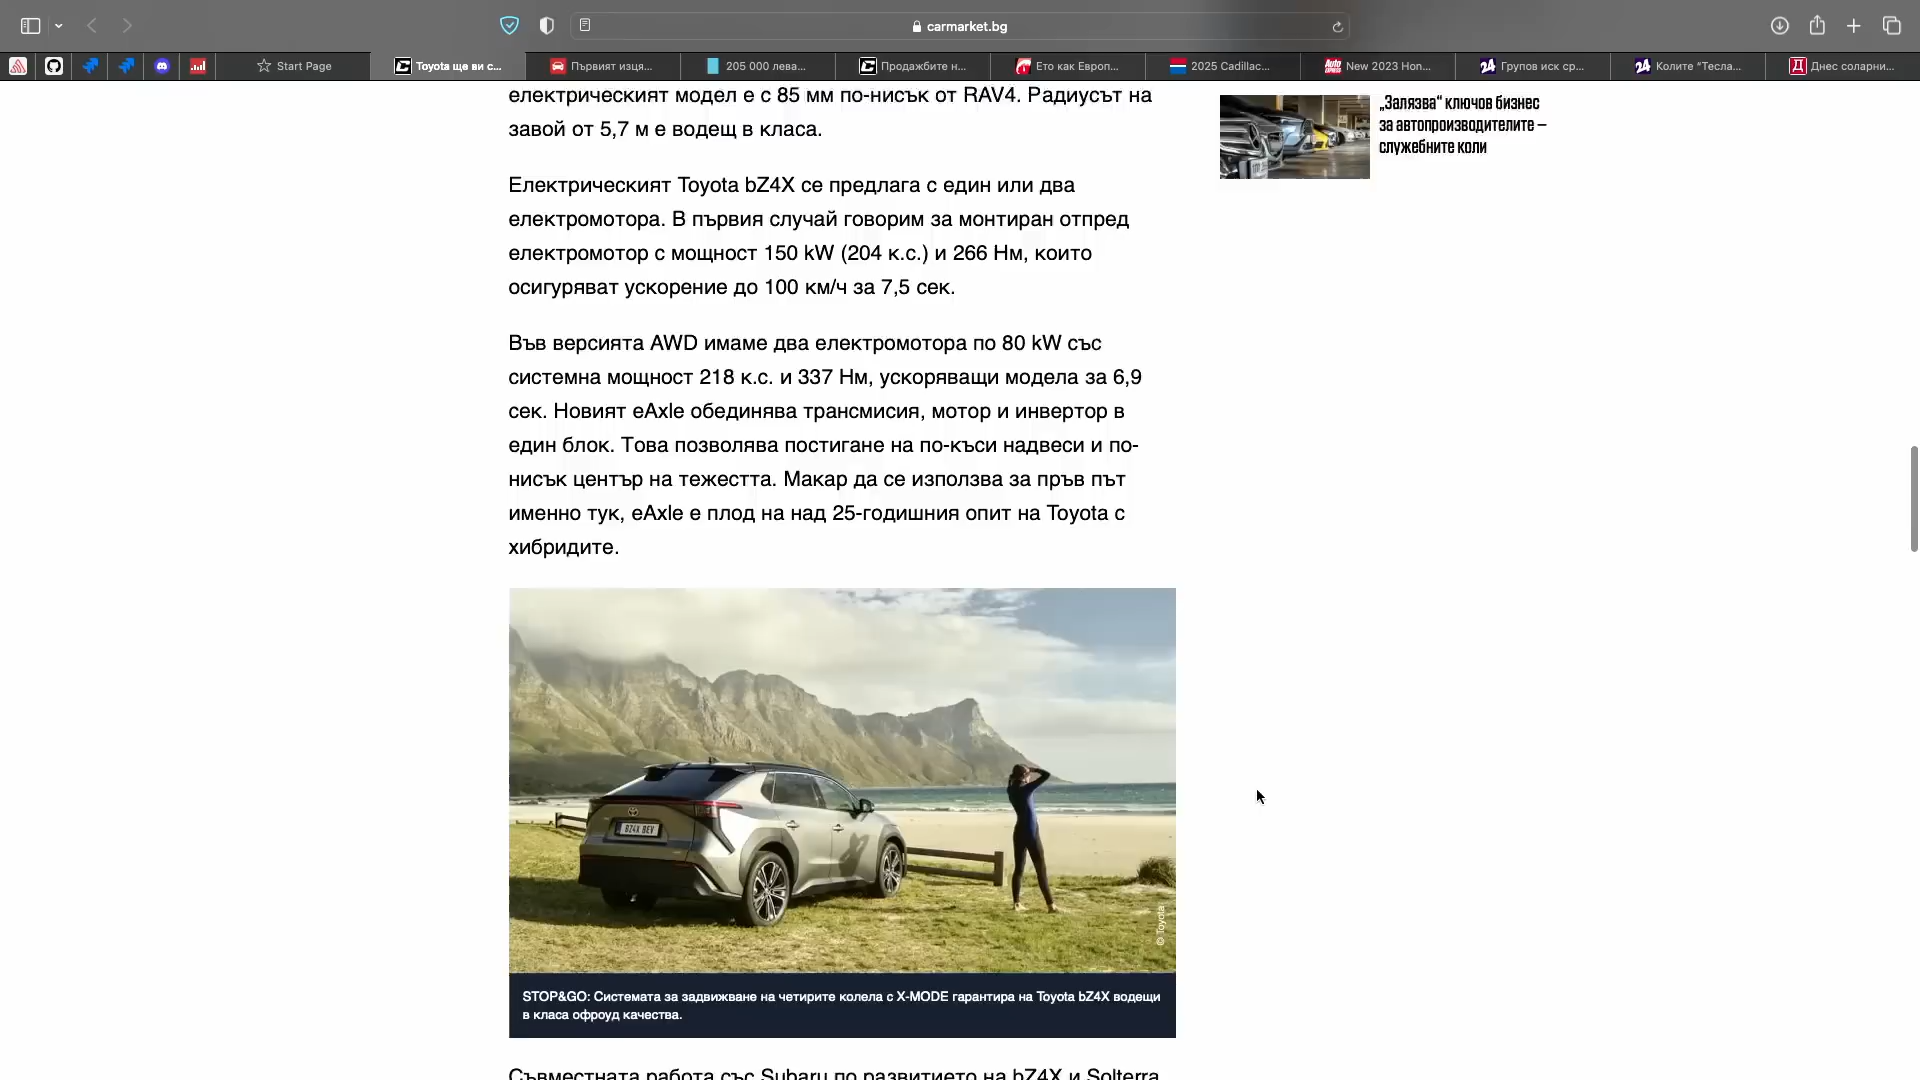 carmarket.bg
Start Page
Toyota ще ви с...
Първият изця...
205 000 лева...
Продажбите н...
Ето как Европ...
2025 Cadillac...
New 2023 Hon...
24
Групов иск ср...
24
Колите "Тесла...
Д
Днес соларни...
електрическият модел е с 85 мм по-нисък от RAV4. Радиусът на
завой от 5,7 м е водещ в класа.
„Залязва“ ключов бизнес
за автопроизводителите –
служебните коли
Електрическият Toyota bZ4X се предлага с един или два
електромотора. В първия случай говорим за монтиран отпред
електромотор с мощност 150 kW (204 к.с.) и 266 Нм, които
осигуряват ускорение до 100 км/ч за 7,5 сек.
Във версията AWD имаме два електромотора по 80 kW със
системна мощност 218 к.с. и 337 Нм, ускоряващи модела за 6,9
сек. Новият eAxle обединява трансмисия, мотор и инвертор в
един блок. Това позволява постигане на по-къси надвеси и по-
нисък център на тежестта. Макар да се използва за пръв път
именно тук, eAxle е плод на над 25-годишния опит на Toyota с
хибридите.
BZ4X BEV
© Toyota
STOP&GO: Системата за задвижване на четирите колела с X-MODE гарантира на Toyota bZ4X водещи
в класа офроуд качества.
Съвместната работа със Subaru по развитието на bZ4X и Solterra